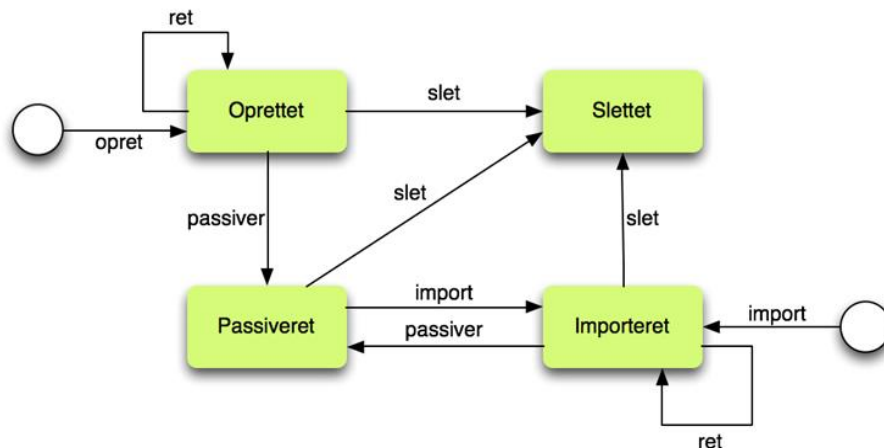 ret
Oprettet
slet
Slettet
opret
slet
passiver
slet
import
Passiveret
Importeret
import
passiver
ret